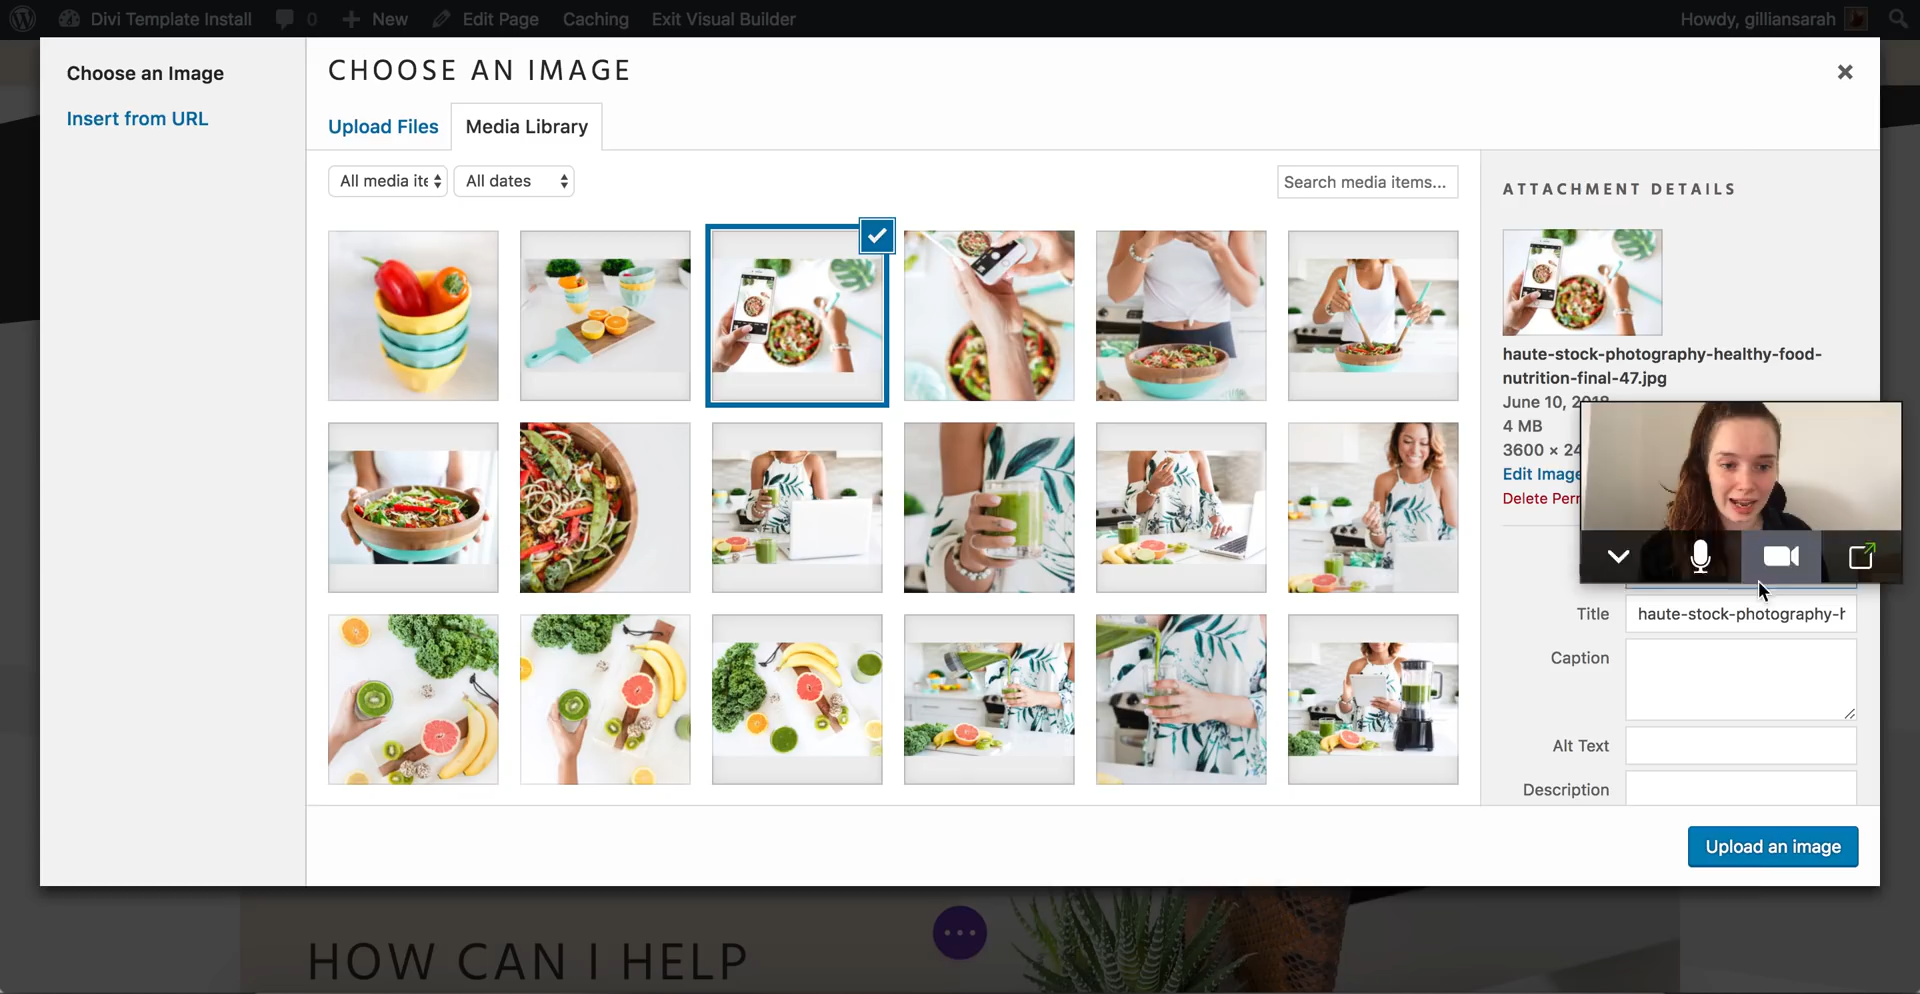 Divi Template Install 0 New Edit Page Caching Exit Visual Builder Howdy, gilliansarah
Choose an Image
Insert from URL
CHOOSE AN IMAGE
Upload Files Media Library
All media ite All dates Search media items...
ATTACHMENT DETAILS
haute-stock-photography-healthy-food-
nutrition-final-47.jpg
June 10, 2018
4 MB
3600 × 24
Edit Image
Delete Perr
Title haute-stock-photography-h
Caption
Alt Text
Description
Upload an image
HOW CAN I HELP